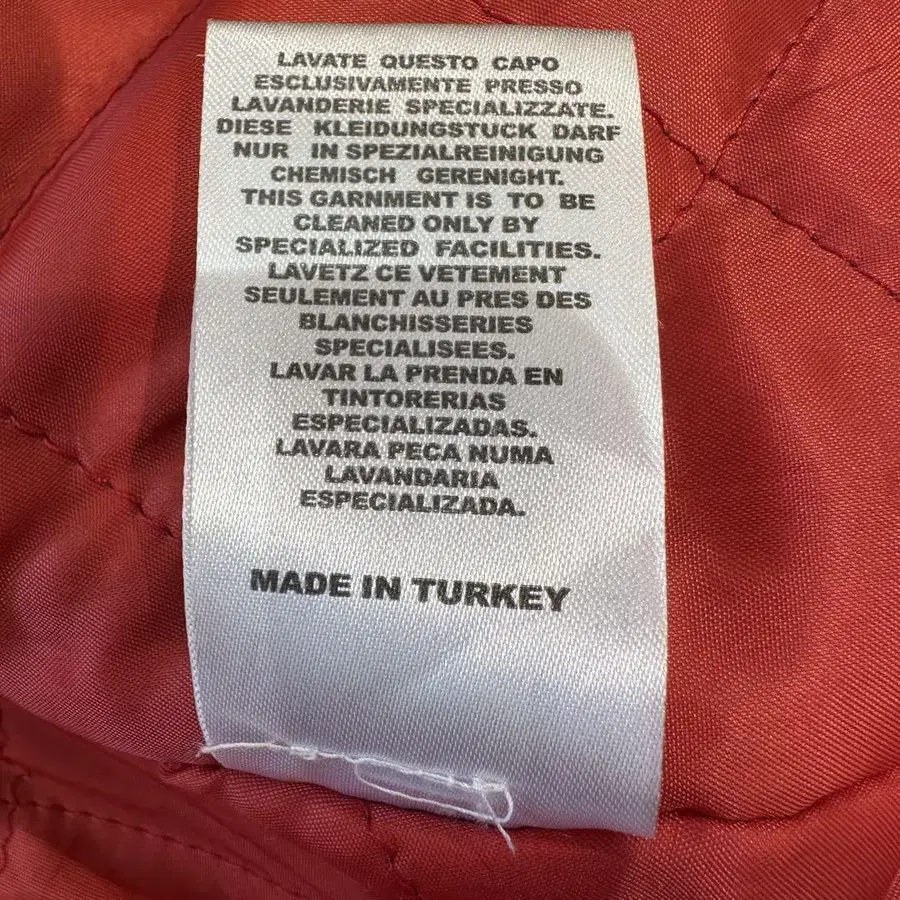 LAVATE QUESTO CAPO
ESCLUSIVAMENTE PRESSO
LAVANDERIE SPECIALIZZATE.
DIESE KLEIDUNGSTUCK DARF
NUR IN SPEZIALREINIGUNG
CHEMISCH GERENIGHT.
THIS GARNMENT IS TO BE
CLEANED ONLY BY
SPECIALIZED FACILITIES.
LAVETZ CE VETEMENT
SEULEMENT AU PRES DES
BLANCHISSERIES
SPECIALISEES.
LAVAR LA PRENDA EN
TINTORERIAS
ESPECIALIZADAS.
LAVARA PECA NUMA
LAVANDARIA
ESPECIALIZADA.
MADE IN TURKEY